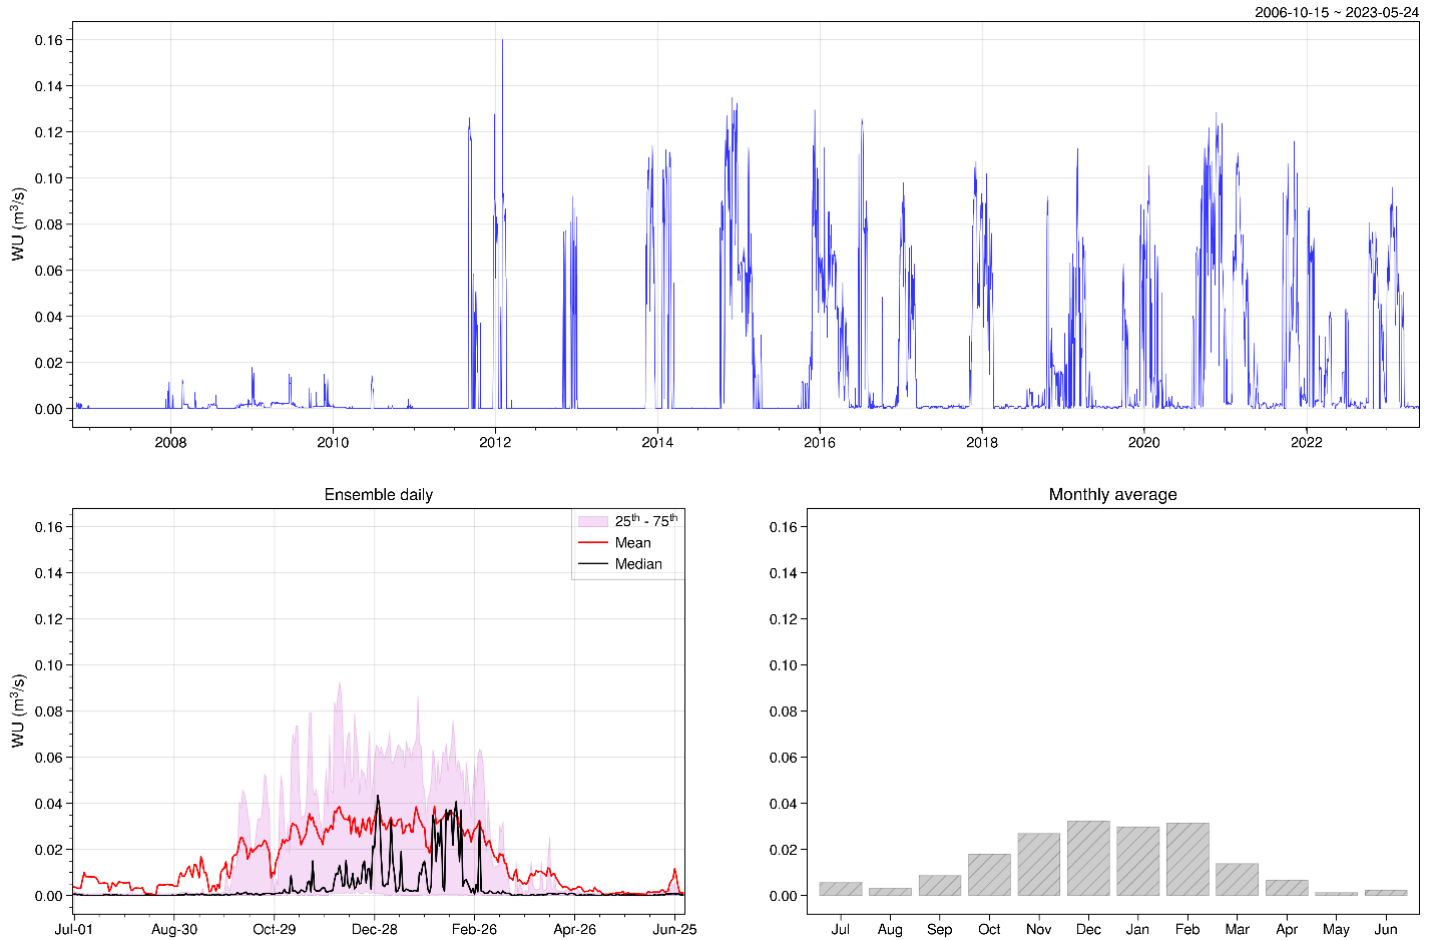 2006-10-15 ~ 2023-05-24
0.16
0.14
0.12
0.10
0.08
0.06
0.04
0.02
0.00
WU (m³/s)
2008 2010 2012 2014 2016 2018 2020 2022
Ensemble daily
0.16
0.14
0.12
0.10
0.08
0.06
0.04
0.02
0.00
WU (m³/s)
25th - 75th
Mean
Median
Jul-01 Aug-30 Oct-29 Dec-28 Feb-26 Apr-26 Jun-25
Monthly average
0.16
0.14
0.12
0.10
0.08
0.06
0.04
0.02
0.00
Jul Aug Sep Oct Nov Dec Jan Feb Mar Apr May Jun